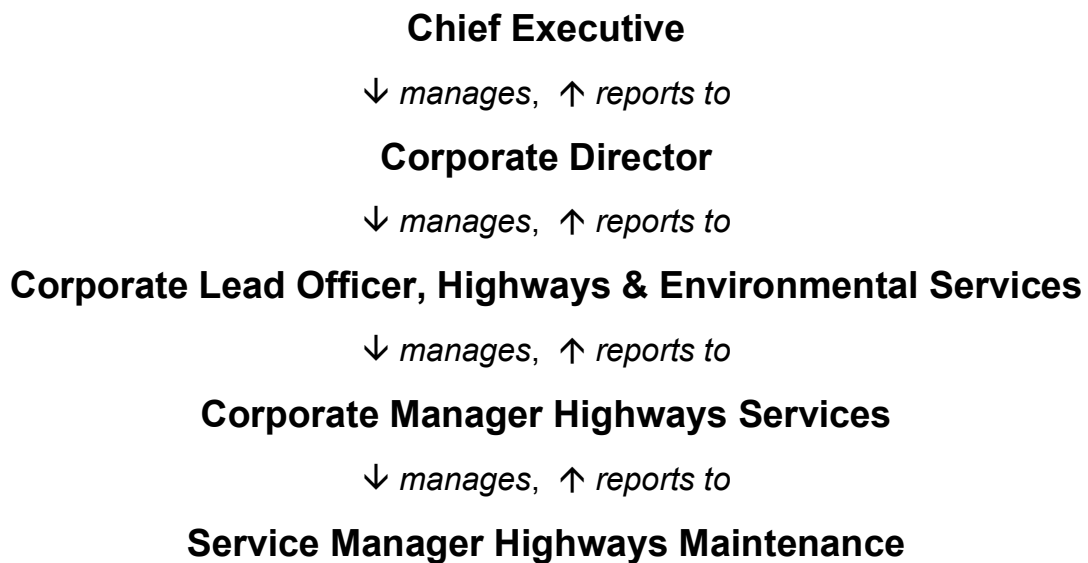 Chief Executive
↓ manages, ↑ reports to
Corporate Director
↓ manages, ↑ reports to
Corporate Lead Officer, Highways & Environmental Services
↓ manages, ↑ reports to
Corporate Manager Highways Services
↓ manages, ↑ reports to
Service Manager Highways Maintenance